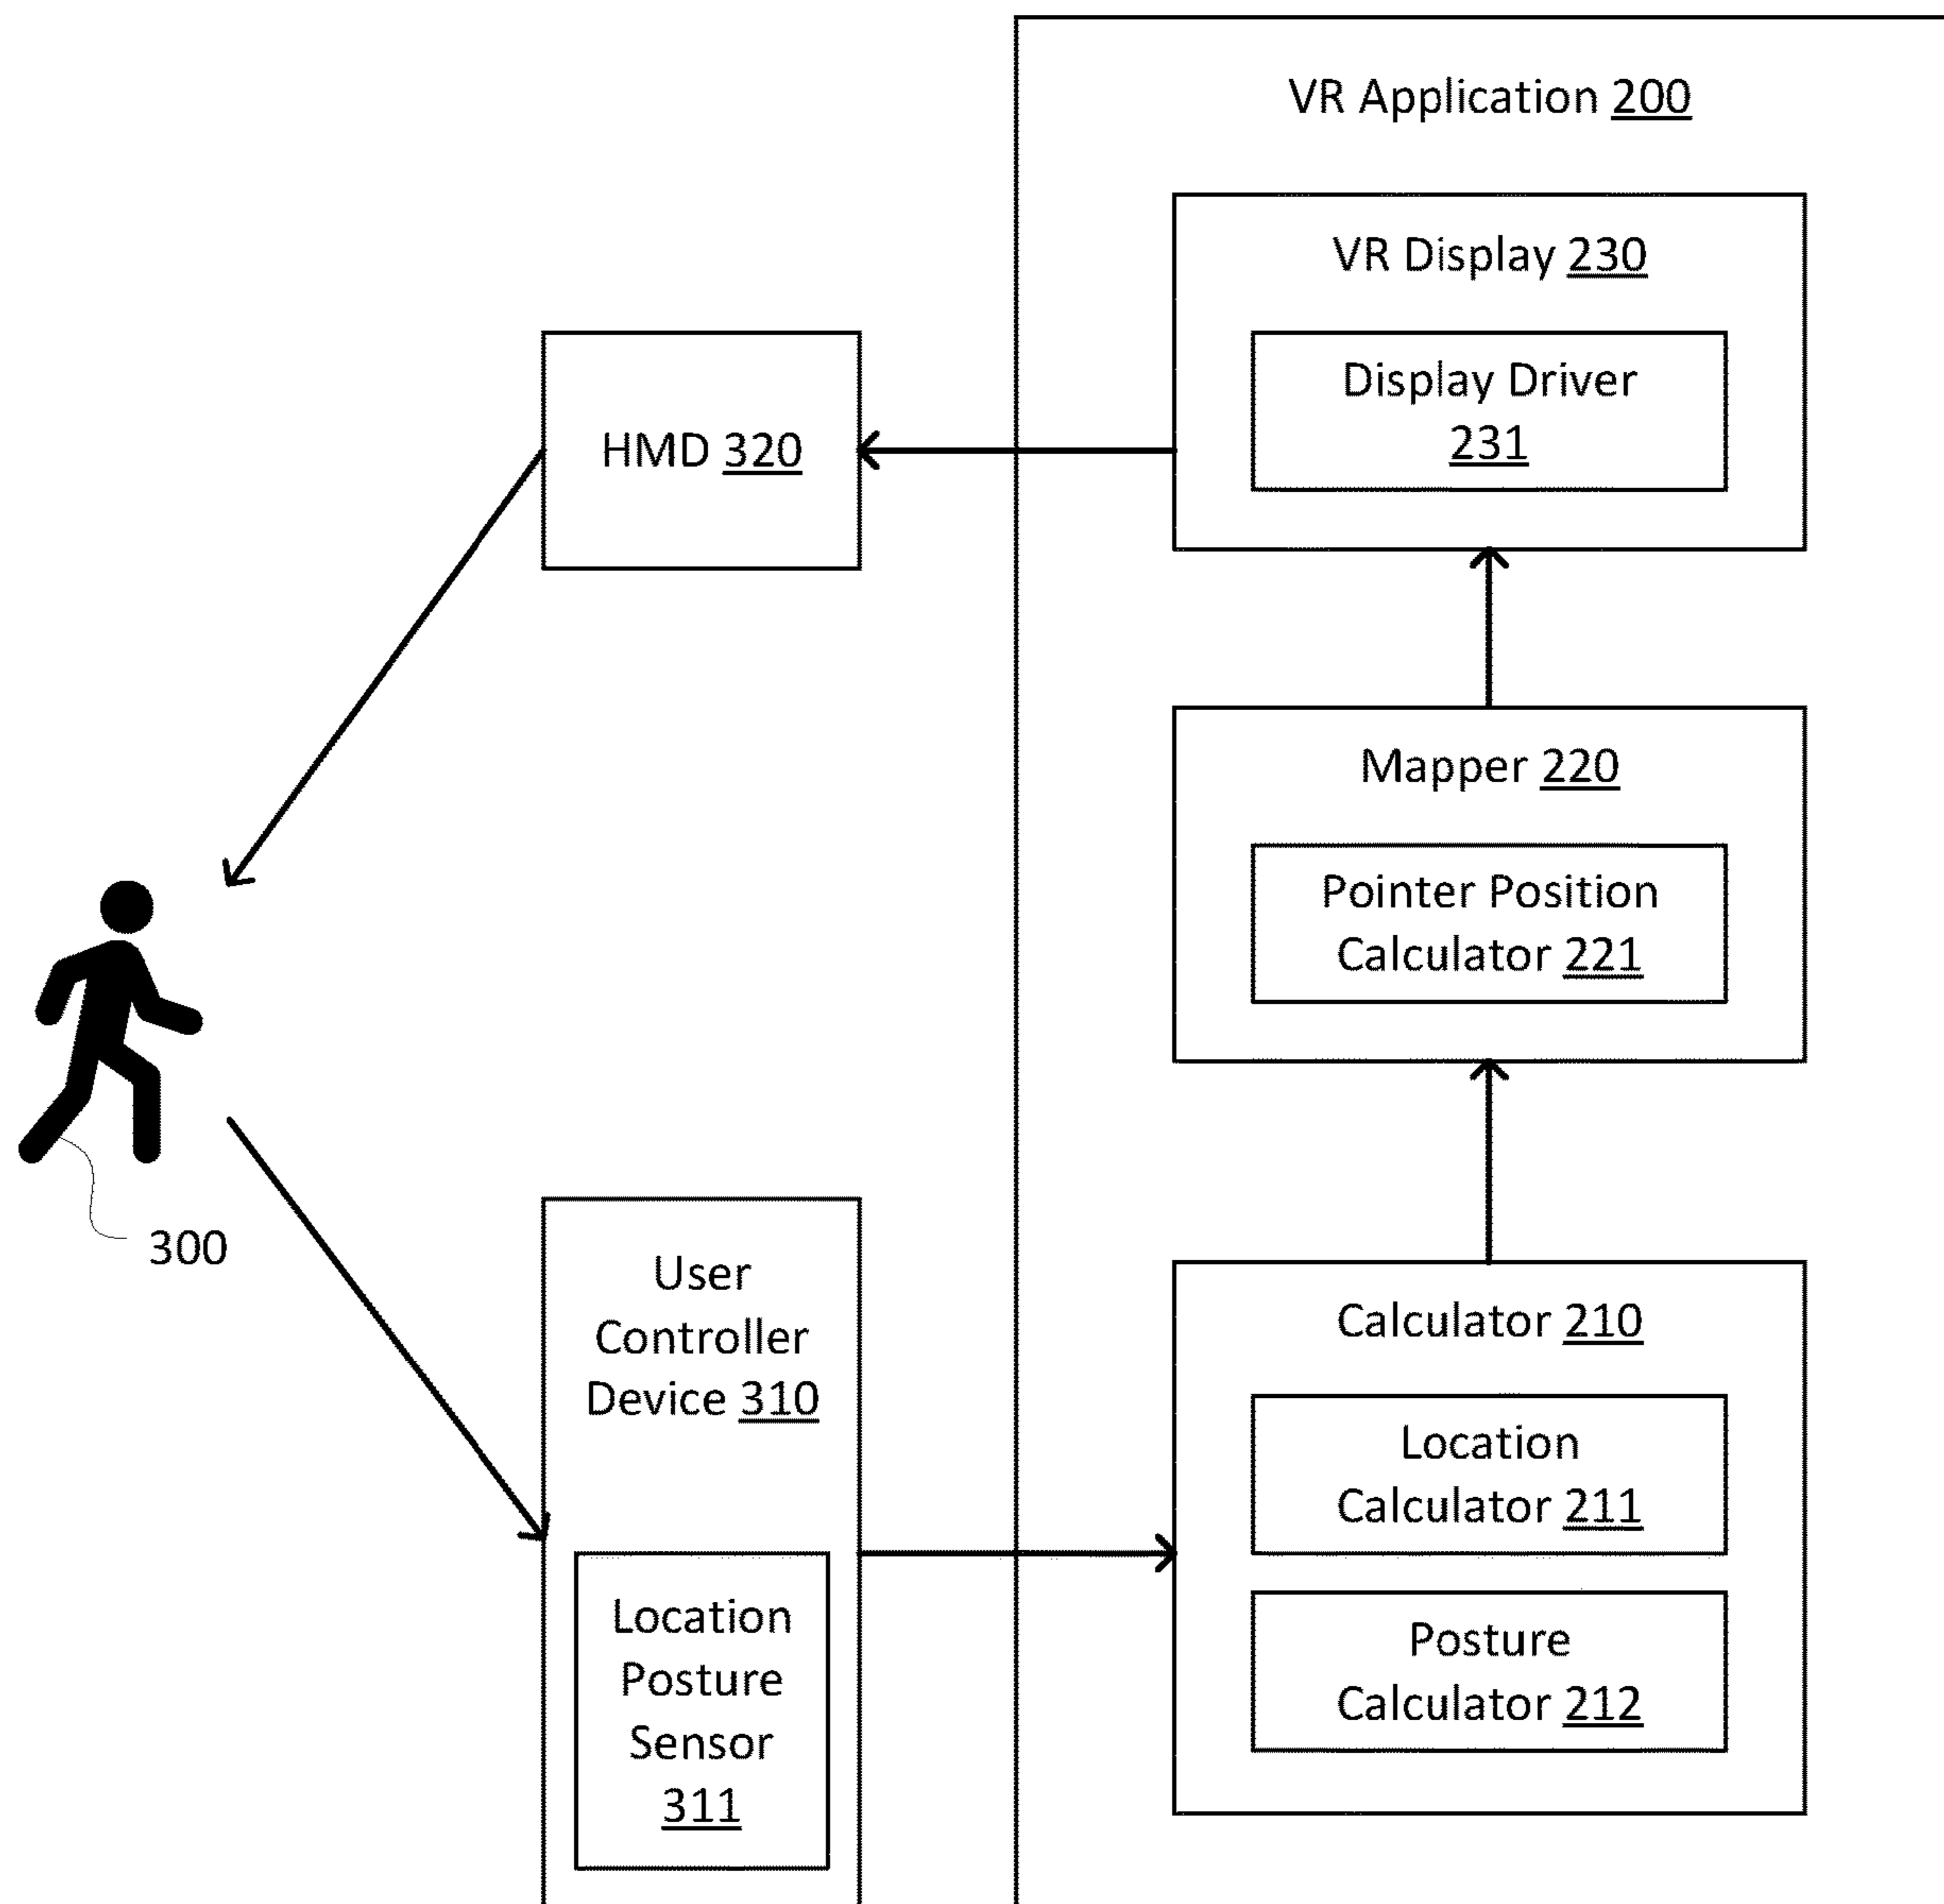 VR Application 200
VR Display 230
Display Driver
231
HMD 320
Mapper 220
Pointer Position
Calculator 221
300
User
Controller
Device 310
Location
Posture
Sensor
311
Calculator 210
Location
Calculator 211
Posture
Calculator 212